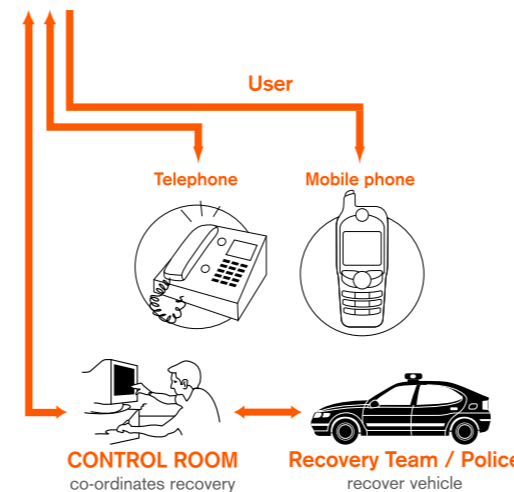 User
Telephone
Mobile phone
CONTROL ROOM
co-ordinates recovery
Recovery Team / Police
recover vehicle